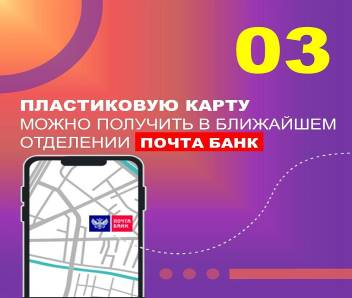 03
ПЛАСТИКОВУЮ КАРТУ
МОЖНО ПОЛУЧИТЬ В БЛИЖАЙШЕМ
ОТДЕЛЕНИИ ПОЧТА БАНК
ПОЧТА
БАНК